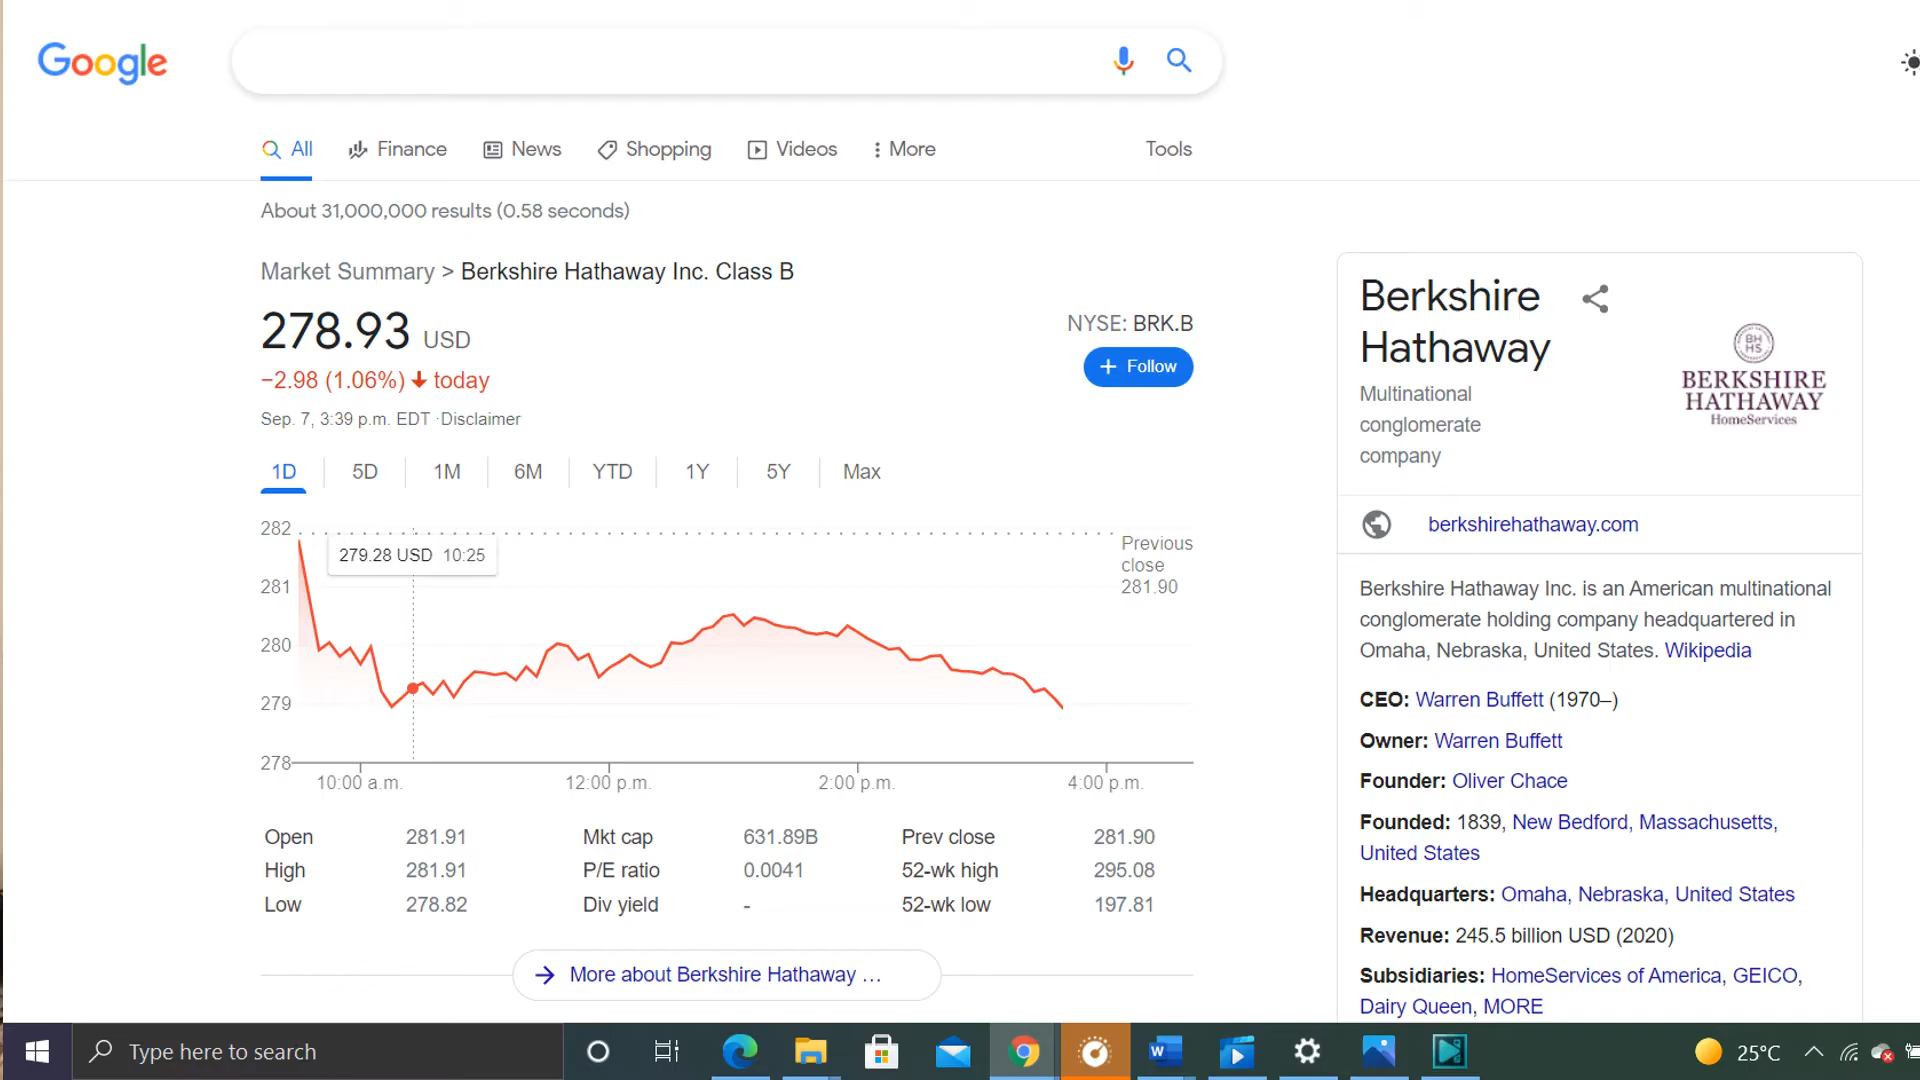 Google
All Finance News Shopping Videos More Tools
About 31,000,000 results (0.58 seconds)
Market Summary > Berkshire Hathaway Inc. Class B
278.93 USD
NYSE: BRK.B
Follow
−2.98 (1.06%) today
Sep. 7, 3:39 p.m. EDT · Disclaimer
1D 5D 1M 6M YTD 1Y 5Y Max
282
281
280
279
278
279.28 USD 10:25
Previous
close
281.90
10:00 a.m. 12:00 p.m. 2:00 p.m. 4:00 p.m.
Open 281.91 Mkt cap 631.89B Prev close 281.90
High 281.91 P/E ratio 0.0041 52-wk high 295.08
Low 278.82 Div yield - 52-wk low 197.81
More about Berkshire Hathaway …
Berkshire
Hathaway
Multinational
conglomerate
company
BH
HS
BERKSHIRE
HATHAWAY
HomeServices
berkshirehathaway.com
Berkshire Hathaway Inc. is an American multinational
conglomerate holding company headquartered in
Omaha, Nebraska, United States. Wikipedia
CEO: Warren Buffett (1970–)
Owner: Warren Buffett
Founder: Oliver Chace
Founded: 1839, New Bedford, Massachusetts,
United States
Headquarters: Omaha, Nebraska, United States
Revenue: 245.5 billion USD (2020)
Subsidiaries: HomeServices of America, GEICO,
Dairy Queen, MORE
Type here to search
W
25°C